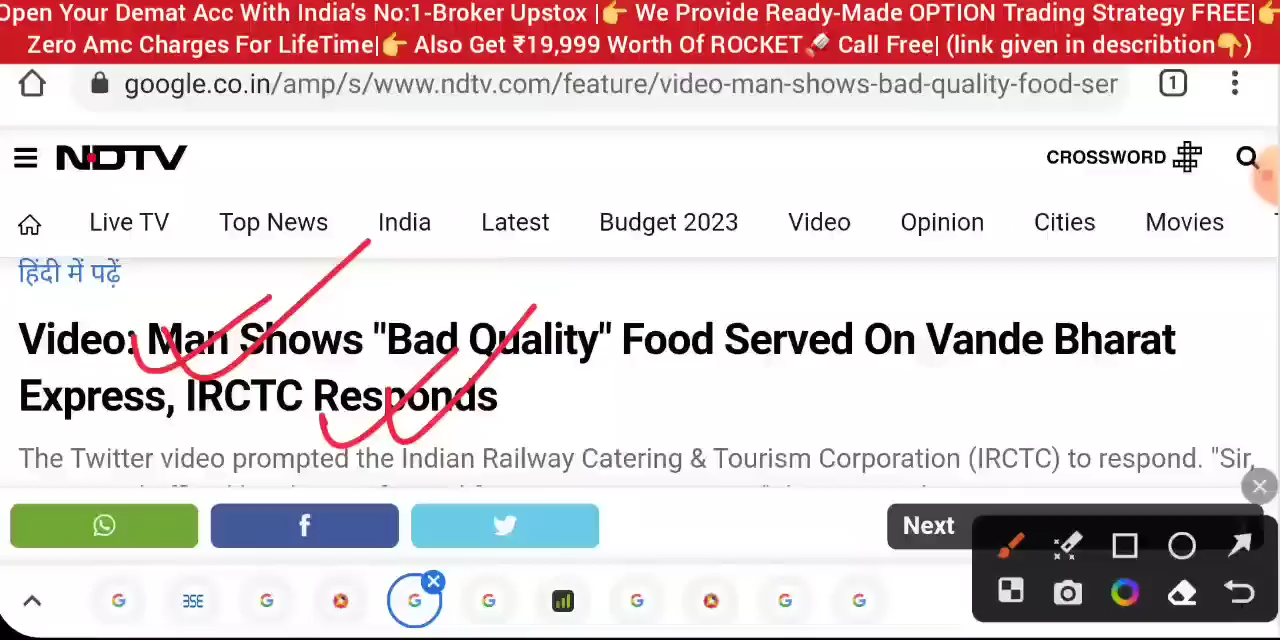 Open Your Demat Acc With India's No:1-Broker Upstox |👉 We Provide Ready-Made OPTION Trading Strategy FREE|👉
Zero Amc Charges For LifeTime|👉 Also Get ₹19,999 Worth Of ROCKET🚀 Call Free| (link given in describtion👇)
google.co.in/amp/s/www.ndtv.com/feature/video-man-shows-bad-quality-food-ser 1
NDTV CROSSWORD
Live TV Top News India Latest Budget 2023 Video Opinion Cities Movies
हिंदी में पढ़ें
Video: Man Shows "Bad Quality" Food Served On Vande Bharat
Express, IRCTC Responds
The Twitter video prompted the Indian Railway Catering & Tourism Corporation (IRCTC) to respond. "Sir,
Next
BSE